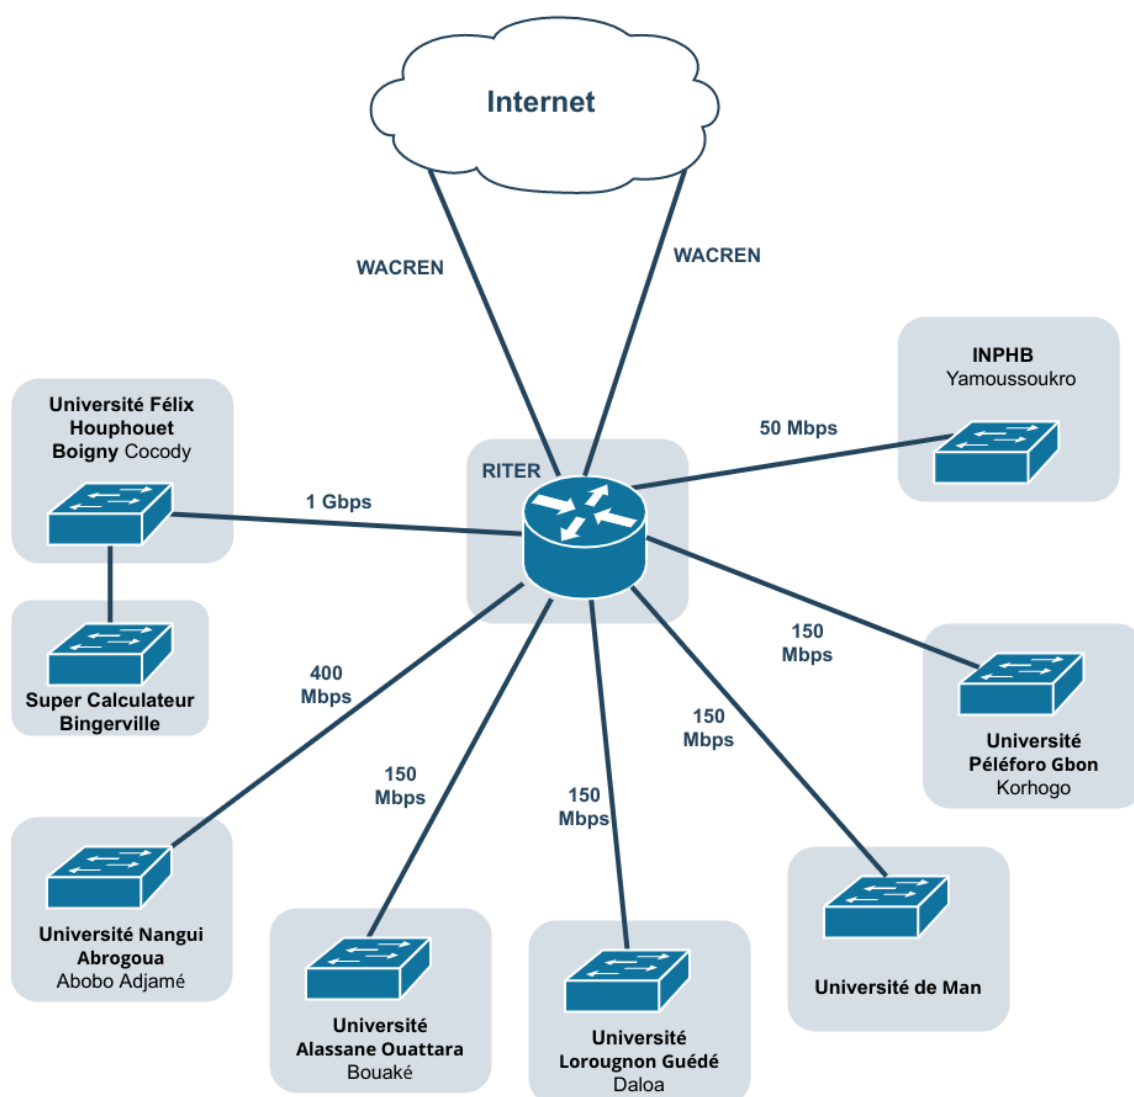 Internet
WACREN
WACREN
INPHB
Yamoussoukro
Université Félix
Houphouet
Boigny Cocody
50 Mbps
RITER
1 Gbps
Super Calculateur
Bingerville
400
Mbps
150
Mbps
150
Mbps
150
Mbps
150
Mbps
Université
Péléforo Gbon
Korhogo
Université Nangui
Abrogoua
Abobo Adjamé
Université de Man
Université
Alassane Ouattara
Bouaké
Université
Lorougnon Guédé
Daloa